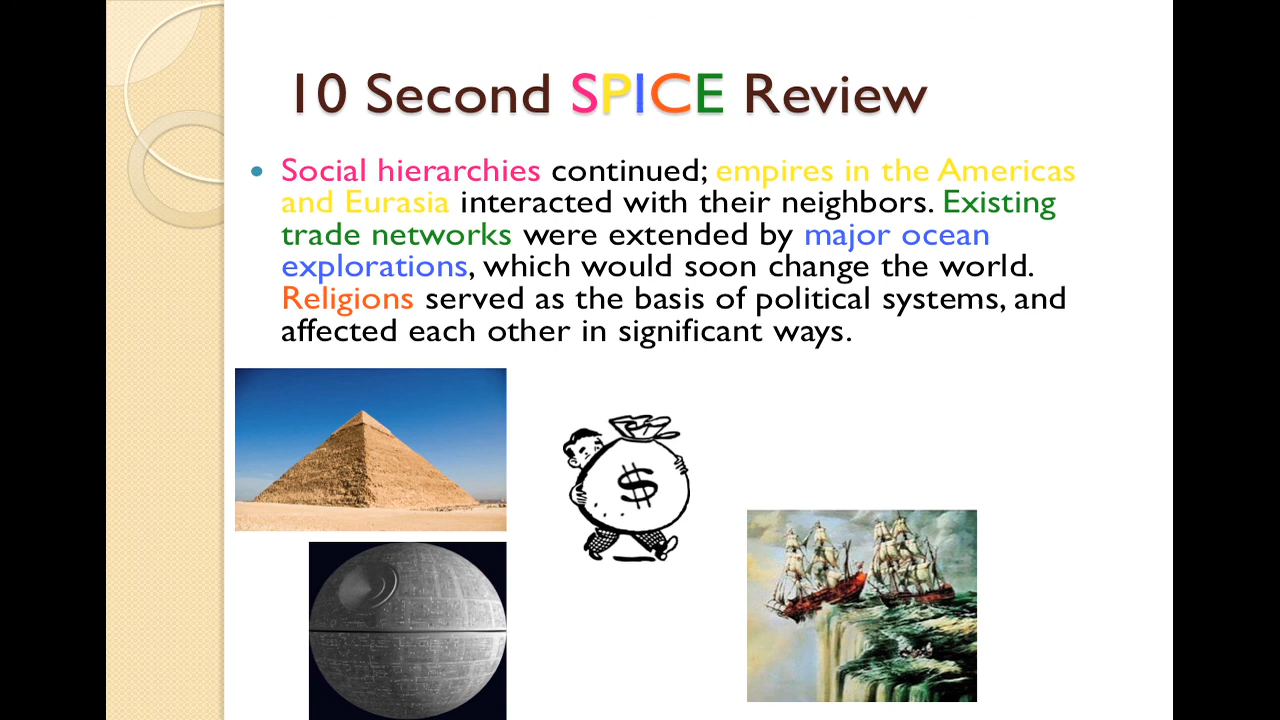 10 Second SPICE Review
• Social hierarchies continued; empires in the Americas
and Eurasia interacted with their neighbors. Existing
trade networks were extended by major ocean
explorations, which would soon change the world.
Religions served as the basis of political systems, and
affected each other in significant ways.
$